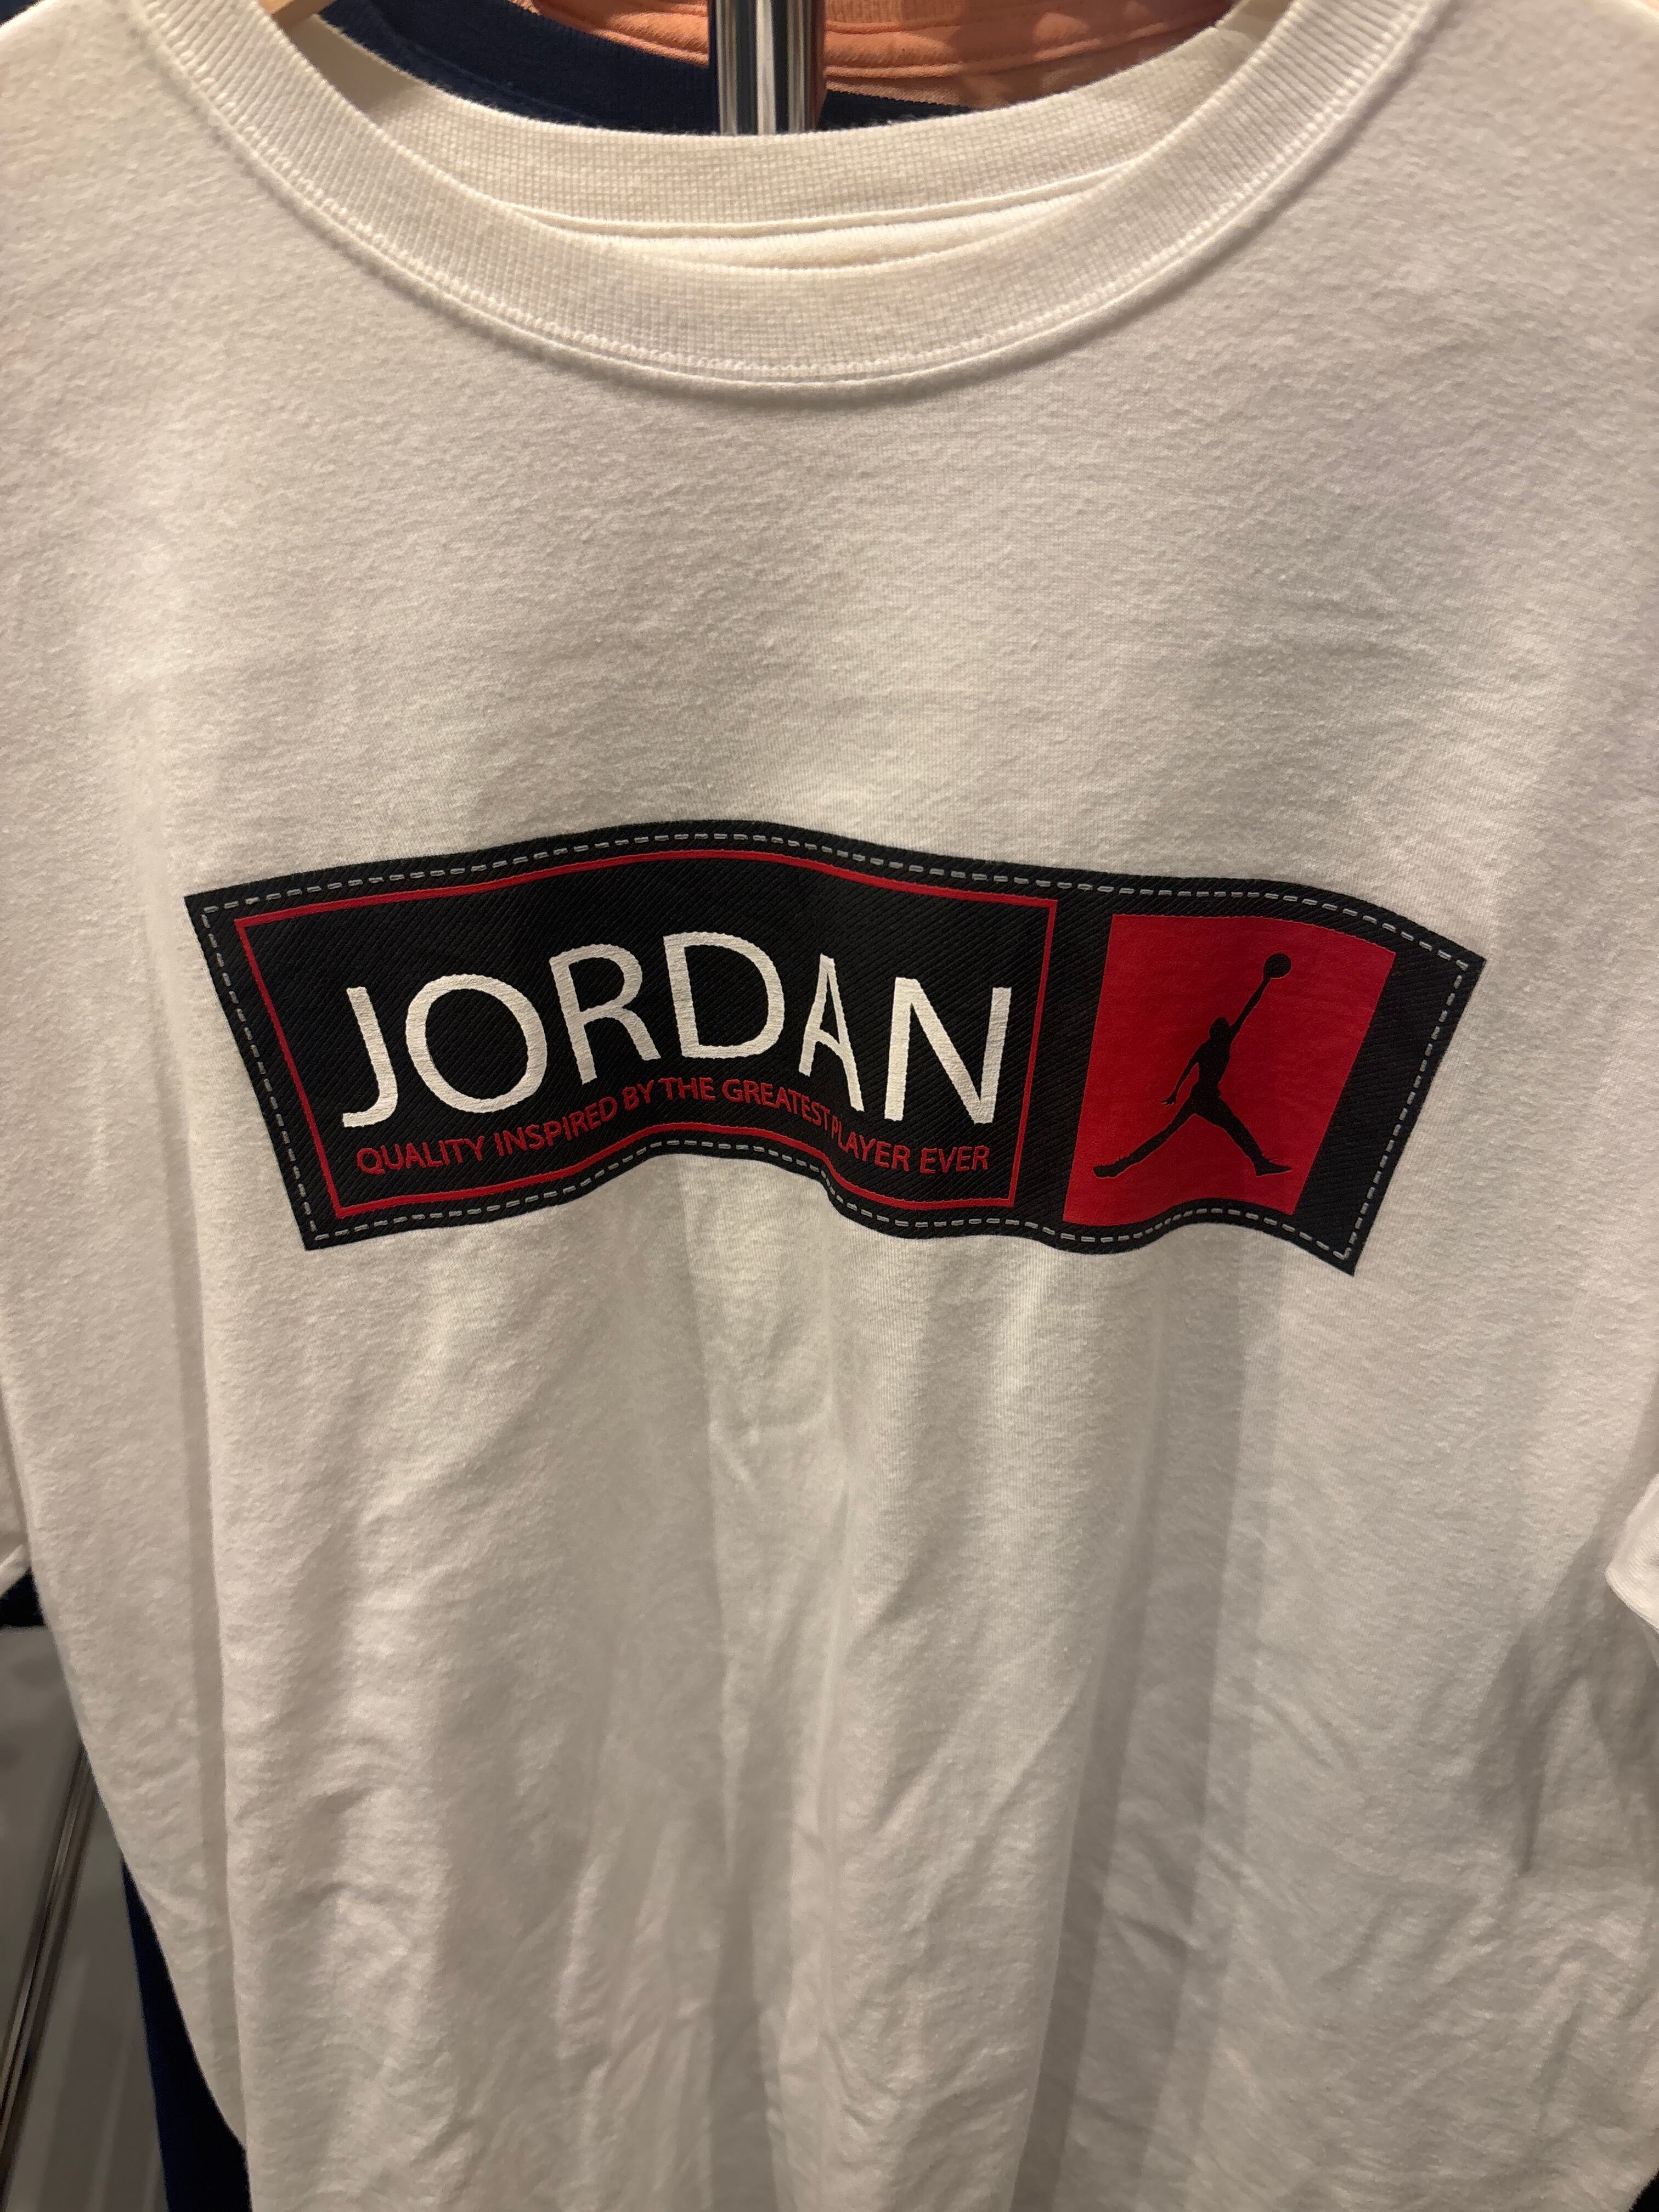 JORDAN
QUALITY INSPIRED BY THE GREATEST PLAYER EVER